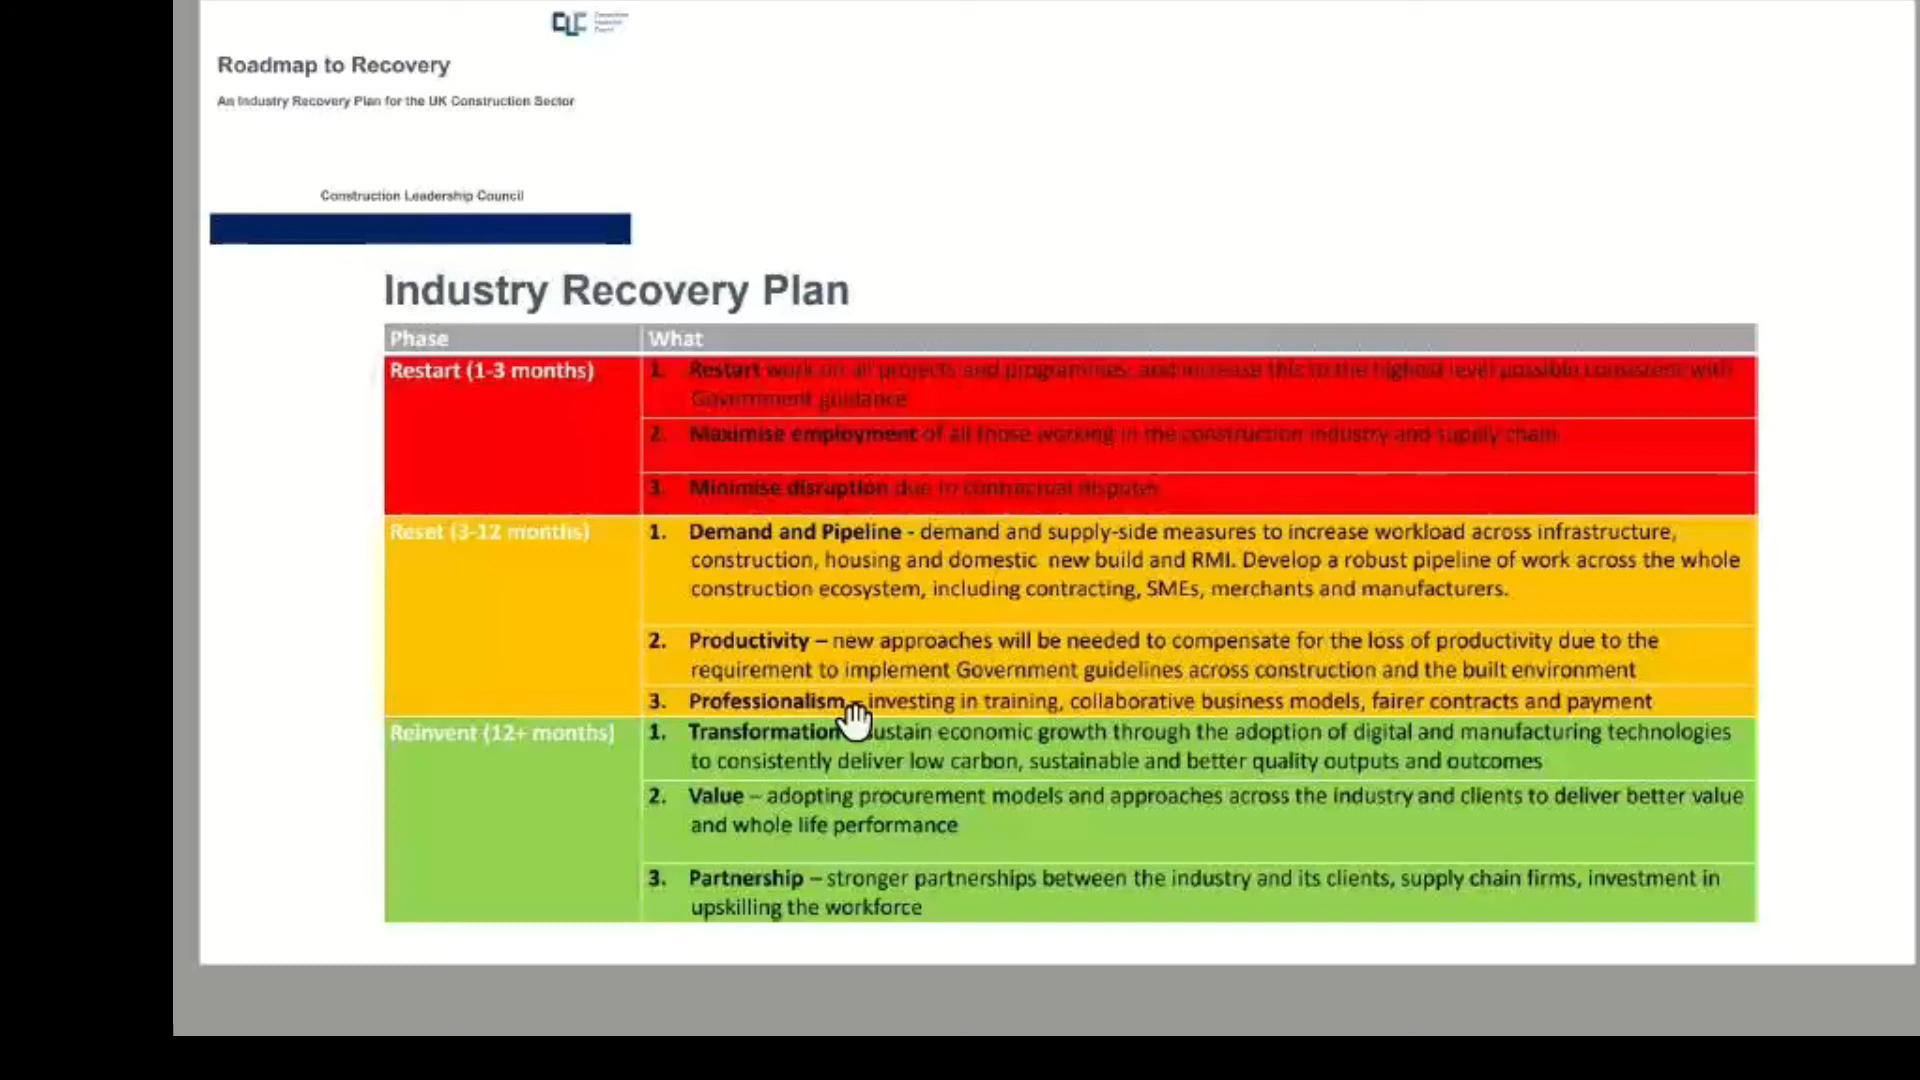 CLC Construction
Leadership
Council
Roadmap to Recovery
An Industry Recovery Plan for the UK Construction Sector
Construction Leadership Council
Industry Recovery Plan
Phase What
Restart (1-3 months) 1. Restart work on all projects and programmes, and increase this to the highest level possible consistent with
Government guidance
2. Maximise employment of all those working in the construction industry and supply chain
3. Minimise disruption due to contractual disputes
Reset (3-12 months) 1. Demand and Pipeline - demand and supply-side measures to increase workload across infrastructure,
construction, housing and domestic new build and RMI. Develop a robust pipeline of work across the whole
construction ecosystem, including contracting, SMEs, merchants and manufacturers.
2. Productivity – new approaches will be needed to compensate for the loss of productivity due to the
requirement to implement Government guidelines across construction and the built environment
3. Professionalism – investing in training, collaborative business models, fairer contracts and payment
Reinvent (12+ months) 1. Transformation sustain economic growth through the adoption of digital and manufacturing technologies
to consistently deliver low carbon, sustainable and better quality outputs and outcomes
2. Value – adopting procurement models and approaches across the industry and clients to deliver better value
and whole life performance
3. Partnership – stronger partnerships between the industry and its clients, supply chain firms, investment in
upskilling the workforce